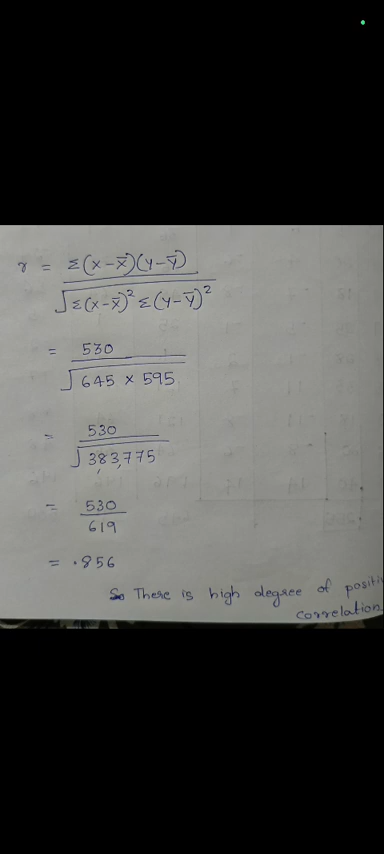 r = Σ(x-x̄)(y-ȳ)
√Σ(x-x̄)² Σ(y-ȳ)²
= 530
√645 × 595
= 530
√383,775
= 530
619
= .856
So There is high degree of positi
correlation